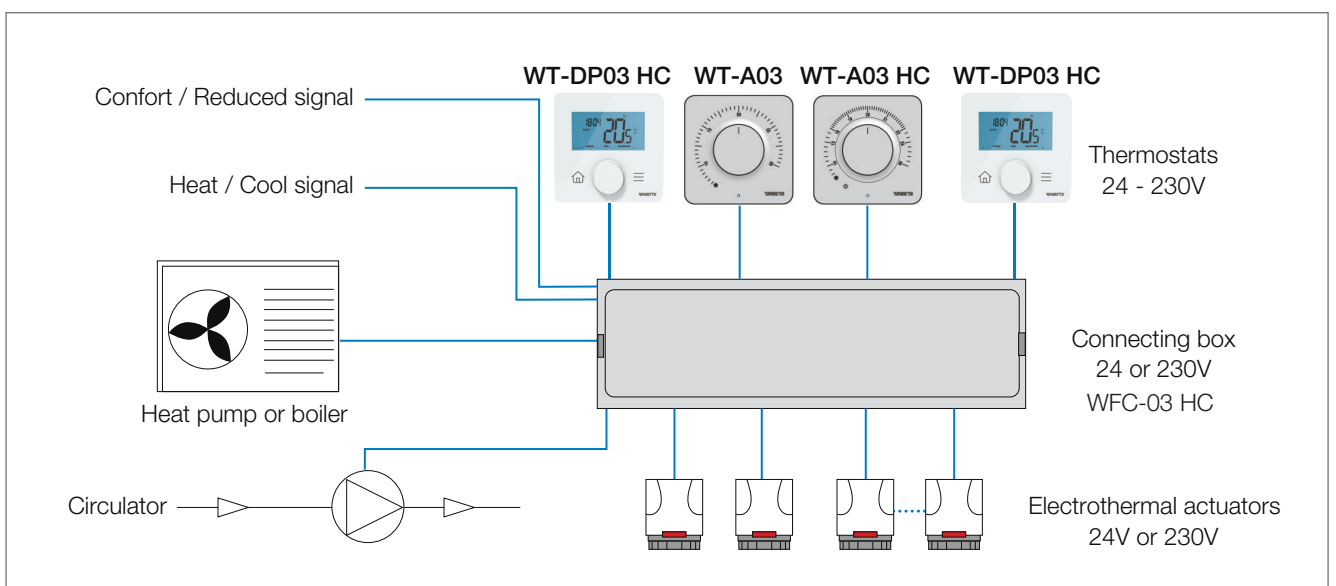 WT-DP03 HC WT-A03 WT-A03 HC WT-DP03 HC
Confort / Reduced signal
Heat / Cool signal
Thermostats
24 - 230V
Heat pump or boiler
Connecting box
24 or 230V
WFC-03 HC
Circulator
Electrothermal actuators
24V or 230V